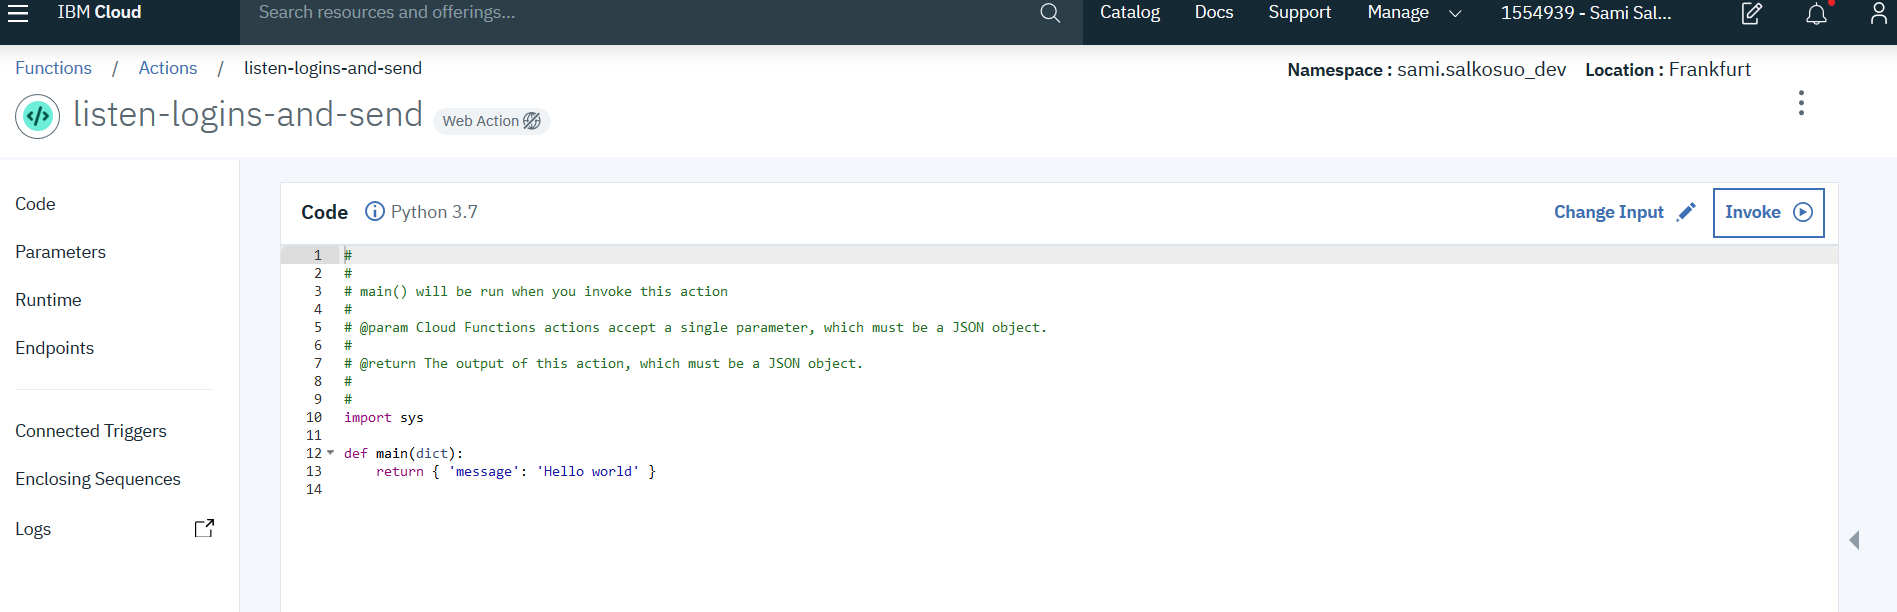 IBM Cloud Search resources and offerings... Catalog Docs Support Manage 1554939 - Sami Sal...
Functions / Actions / listen-logins-and-send Namespace : sami.salkosuo_dev Location : Frankfurt
listen-logins-and-send Web Action
Code
Parameters
Runtime
Endpoints
Connected Triggers
Enclosing Sequences
Logs
Code Python 3.7 Change Input Invoke
1 #
2 #
3 # main() will be run when you invoke this action
4 #
5 # @param Cloud Functions actions accept a single parameter, which must be a JSON object.
6 #
7 # @return The output of this action, which must be a JSON object.
8 #
9 #
10 import sys
11
12 def main(dict):
13     return { 'message': 'Hello world' }
14